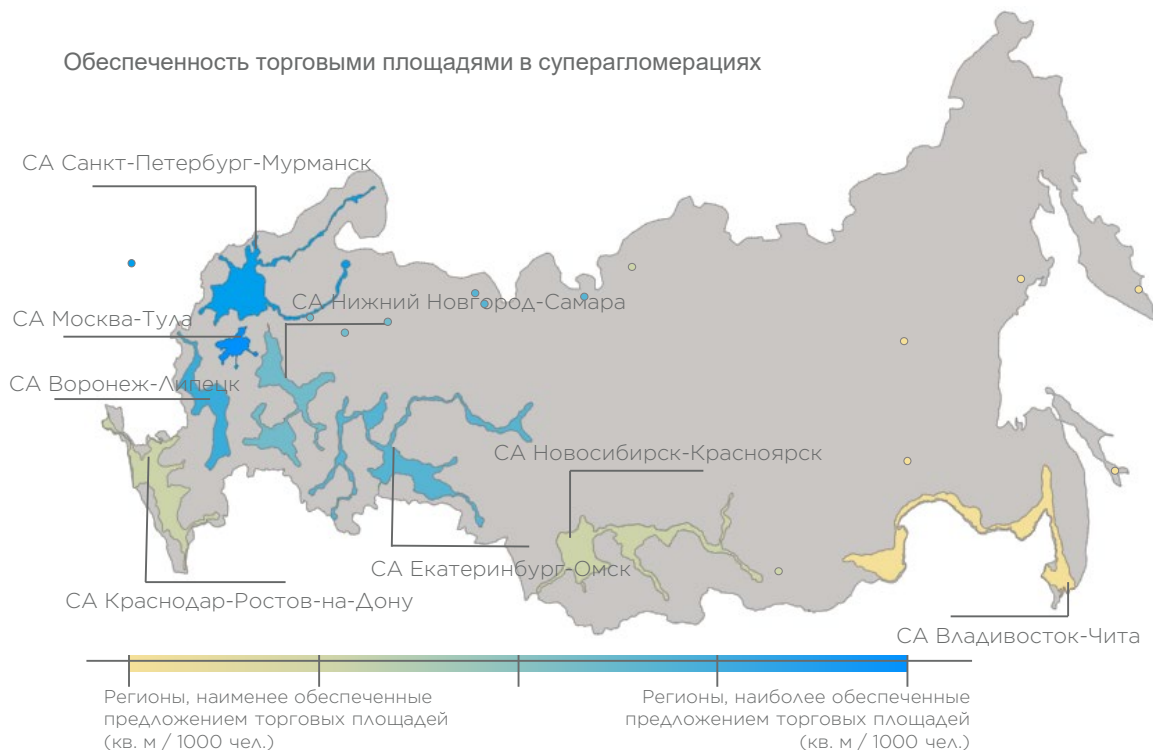 Обеспеченность торговыми площадями в суперагломерациях
СА Санкт-Петербург-Мурманск
СА Нижний Новгород-Самара
СА Москва-Тула
СА Воронеж-Липецк
СА Новосибирск-Красноярск
СА Екатеринбург-Омск
СА Краснодар-Ростов-на-Дону
СА Владивосток-Чита
Регионы, наименее обеспеченные
предложением торговых площадей
(кв. м / 1000 чел.)
Регионы, наиболее обеспеченные
предложением торговых площадей
(кв. м / 1000 чел.)